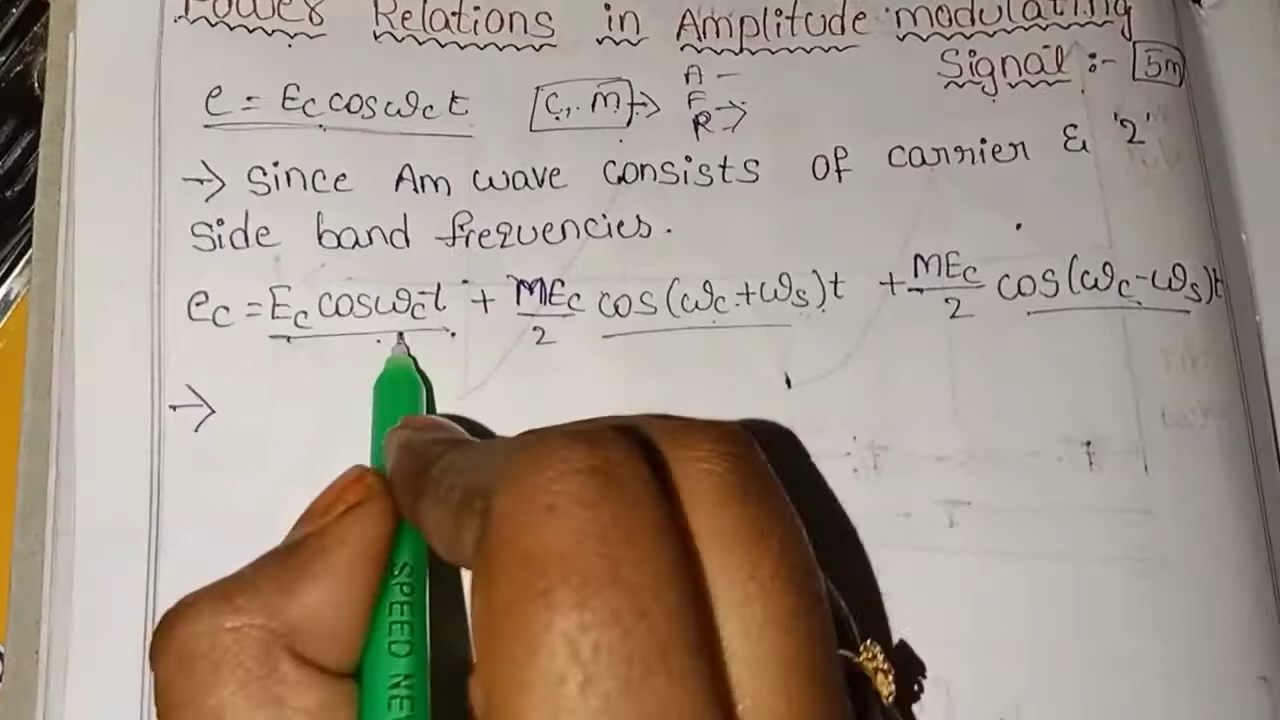 Power Relations in Amplitude modulating
Signal :- 5m
e = Ec cosωct [C, m] → A –
F
R →
→ Since Am wave consists of carrier & '2'
Side band frequencies.
ec = Ec cosωct + MEc/2 cos(ωc+ωs)t + MEc/2 cos(ωc-ωs)t
→
SPEED NEW